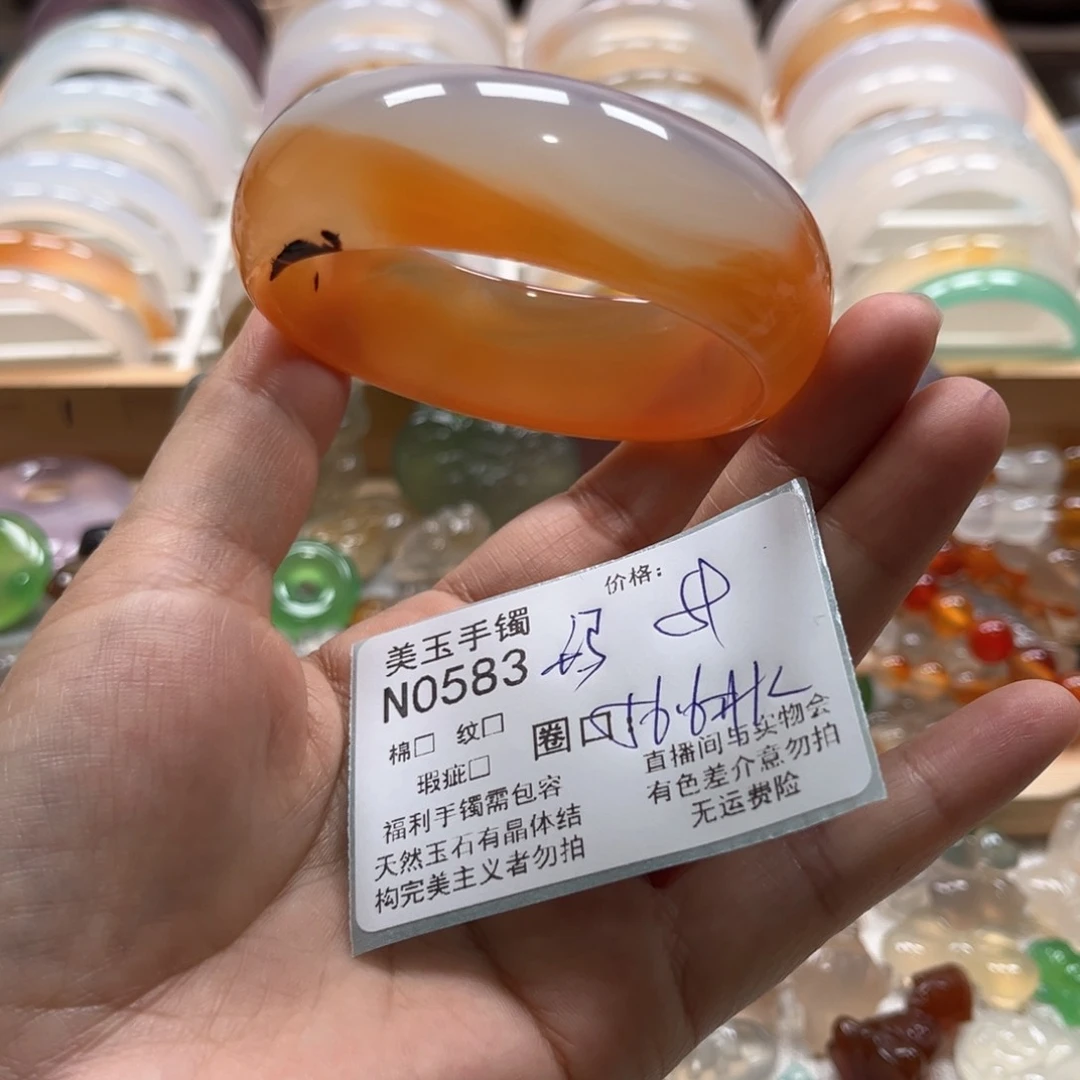 价格:
美玉手镯
NO583
棉□ 纹□ 圈口:
瑕疵□
福利手镯需包容
天然玉石有晶体结
构完美主义者勿拍
直播间与实物会
有色差介意勿拍
无运费险